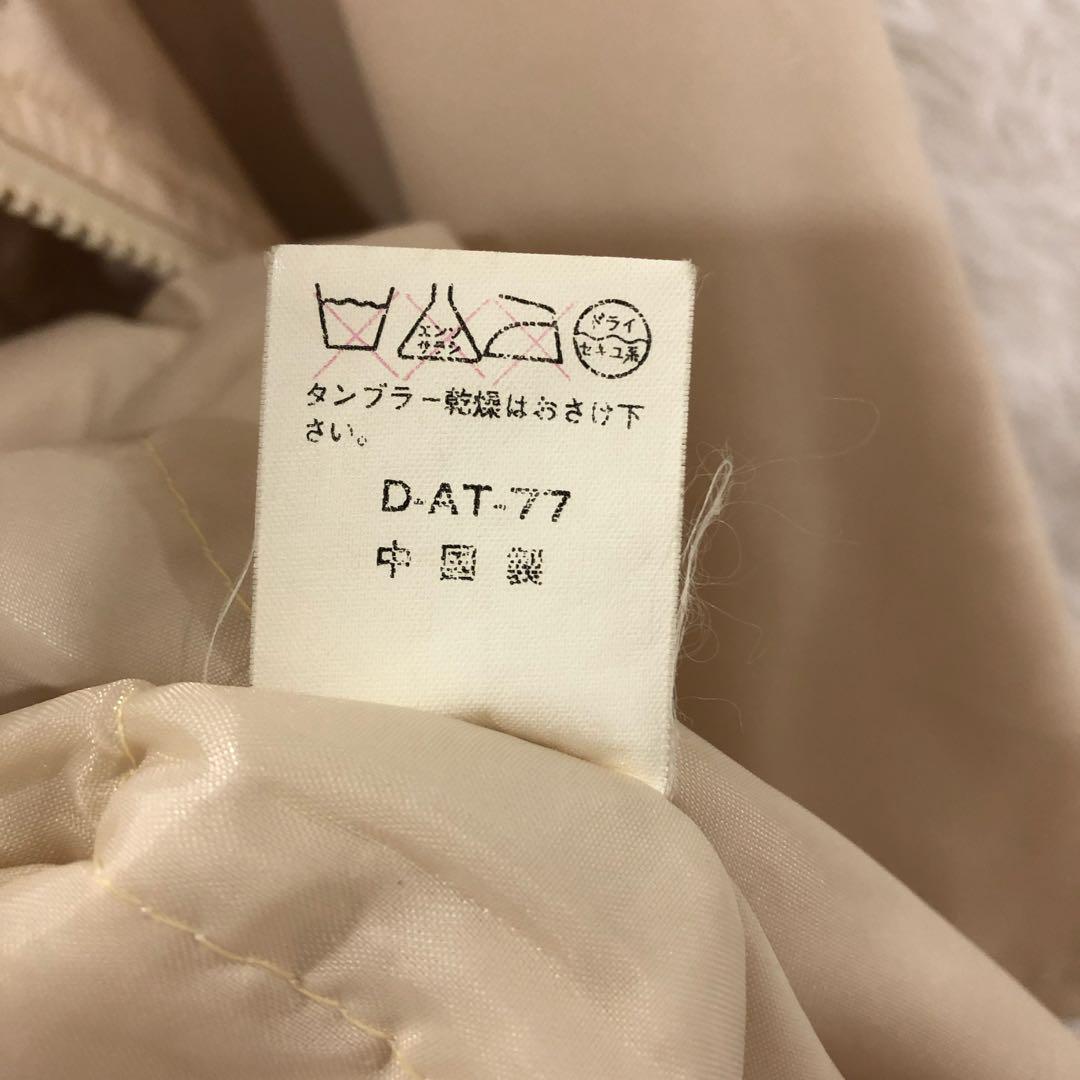 エンソ
サラシ
ドライ
セキユ系
タンブラー乾燥はおさけ下
さい。
D-AT-77
中國製